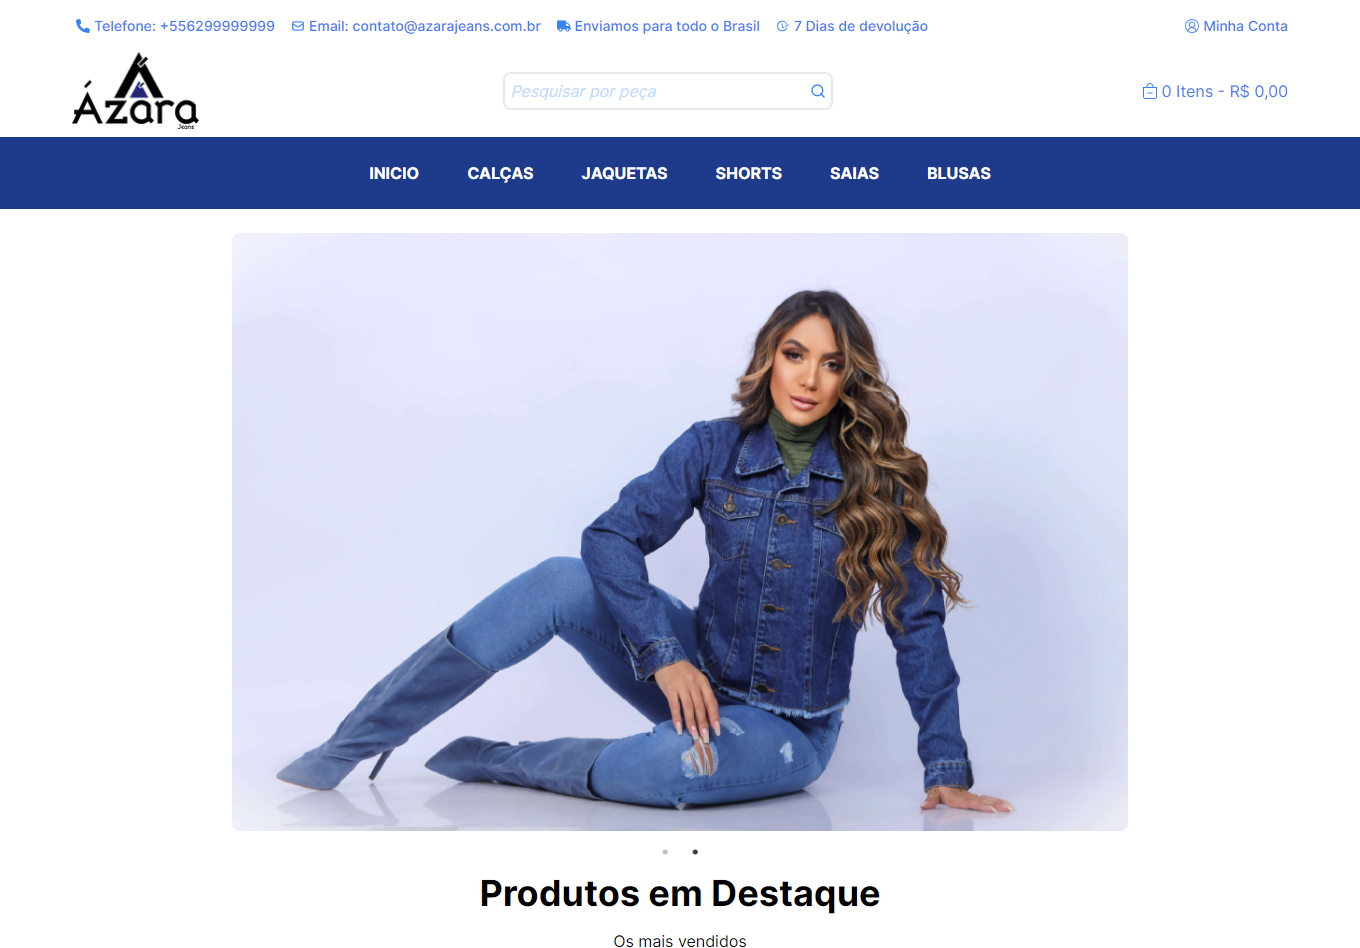 Telefone: +556299999999 Email: contato@azarajeans.com.br Enviamos para todo o Brasil 7 Dias de devolução Minha Conta
Ázara
Jeans
Pesquisar por peça
0 Itens - R$ 0,00
INICIO CALÇAS JAQUETAS SHORTS SAIAS BLUSAS
Produtos em Destaque
Os mais vendidos